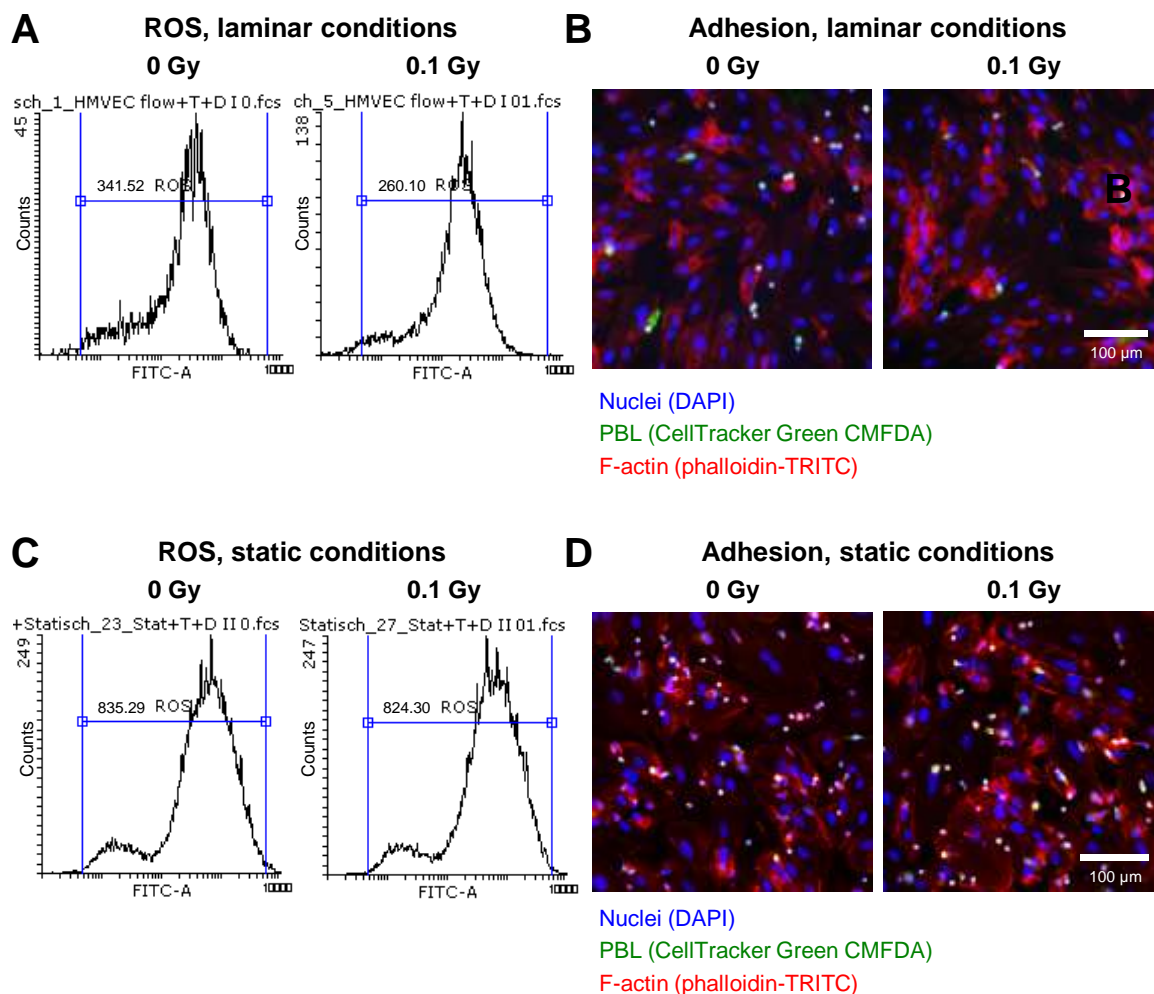 A
ROS, laminar conditions
0 Gy
0.1 Gy
sch_1_HMVEC flow+T+D I 0.fcs
ch_5_HMVEC flow+T+D I 01.fcs
45
Counts
341.52 ROS
FITC-A
138
Counts
260.10 ROS
FITC-A
B
Adhesion, laminar conditions
0 Gy
0.1 Gy
B
100 µm
Nuclei (DAPI)
PBL (CellTracker Green CMFDA)
F-actin (phalloidin-TRITC)
C
ROS, static conditions
0 Gy
0.1 Gy
+Statisch_23_Stat+T+D II 0.fcs
Statisch_27_Stat+T+D II 01.fcs
249
Counts
835.29 ROS
FITC-A
247
Counts
824.30 ROS
FITC-A
D
Adhesion, static conditions
0 Gy
0.1 Gy
100 µm
Nuclei (DAPI)
PBL (CellTracker Green CMFDA)
F-actin (phalloidin-TRITC)